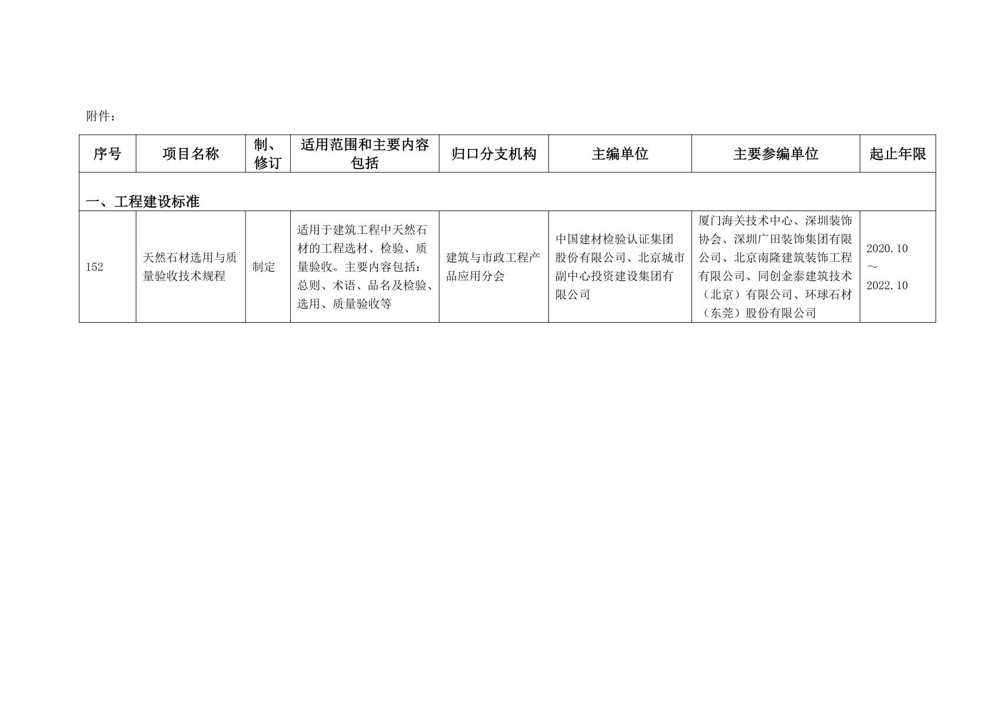 附件：
序号
项目名称
制、
修订
适用范围和主要内容
包括
归口分支机构
主编单位
主要参编单位
起止年限
一、工程建设标准
152
天然石材选用与质
量验收技术规程
制定
适用于建筑工程中天然石
材的工程选材、检验、质
量验收。主要内容包括：
总则、术语、品名及检验、
选用、质量验收等
建筑与市政工程产
品应用分会
中国建材检验认证集团
股份有限公司、北京城市
副中心投资建设集团有
限公司
厦门海关技术中心、深圳装饰
协会、深圳广田装饰集团有限
公司、北京南隆建筑装饰工程
有限公司、同创金泰建筑技术
（北京）有限公司、环球石材
（东莞）股份有限公司
2020.10
～
2022.10